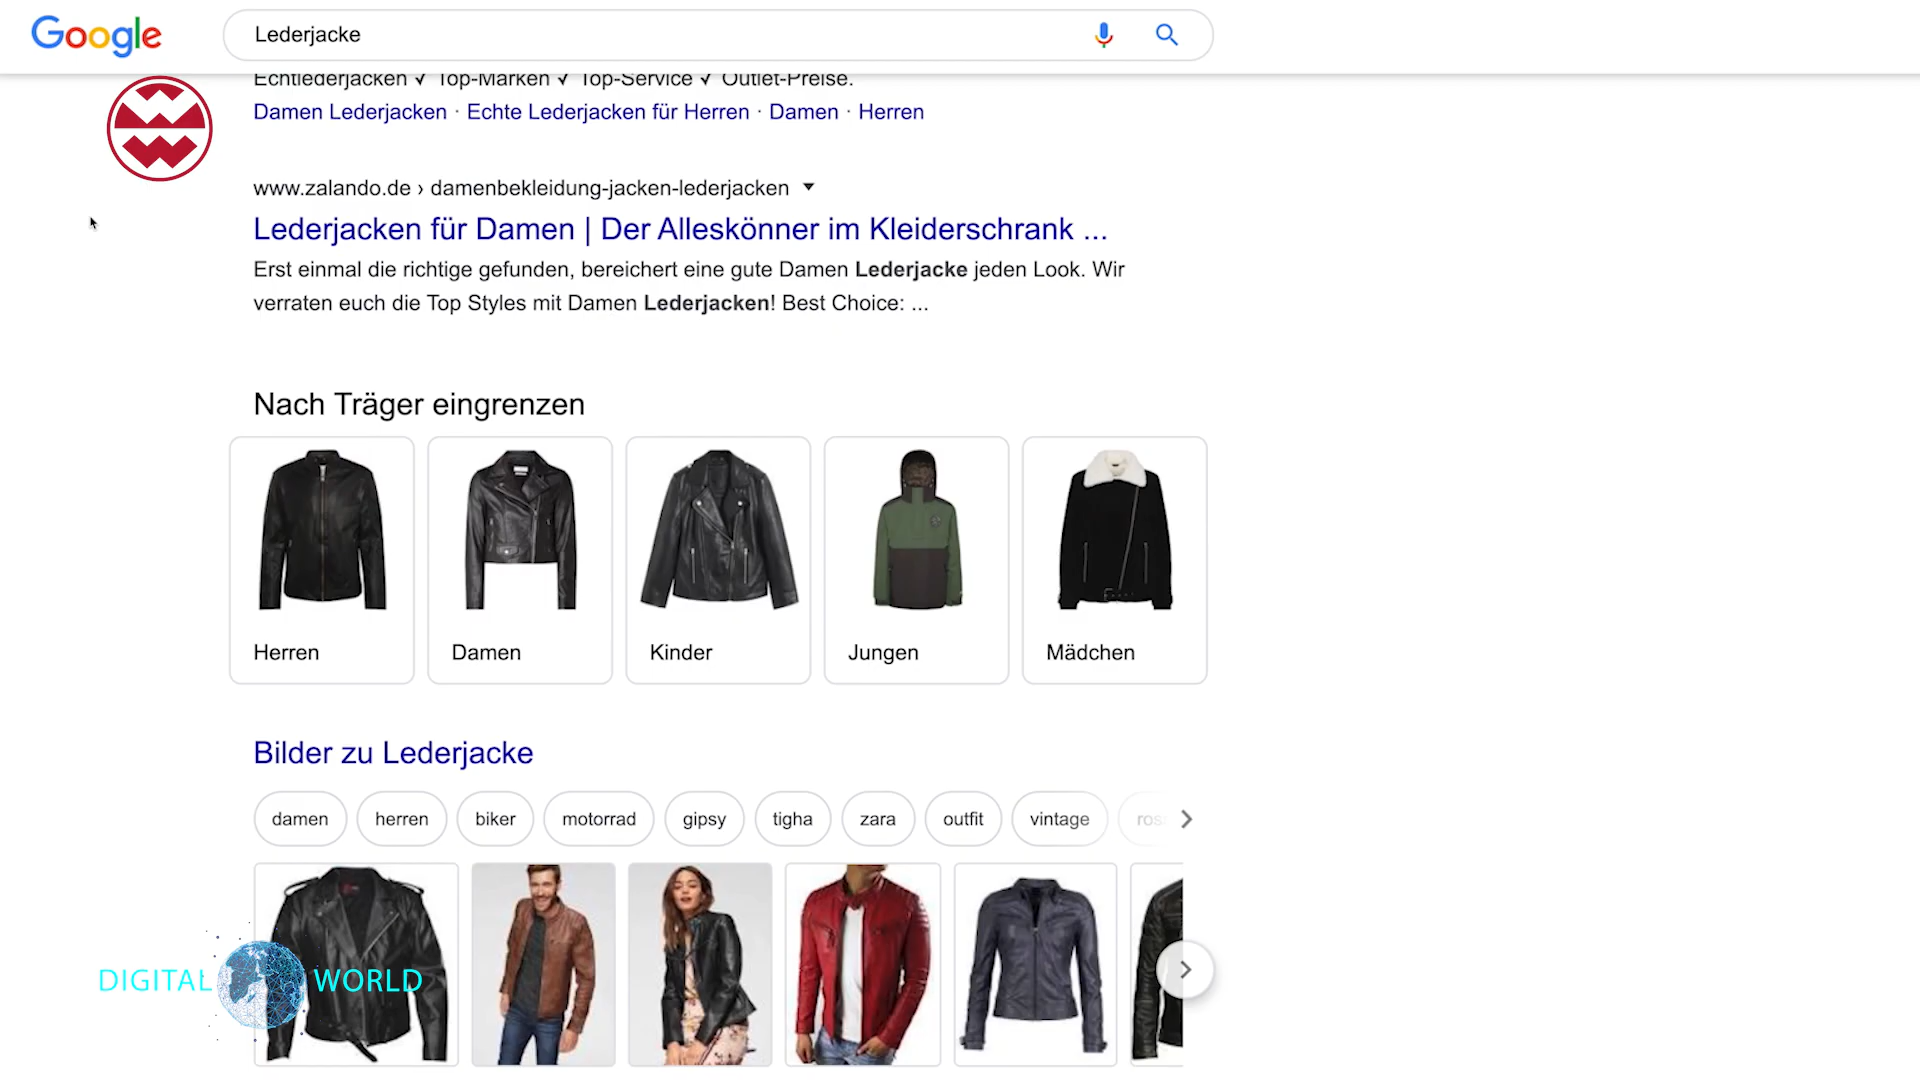 Google
Lederjacke
Echtlederjacken ✓ Top-Marken ✓ Top-Service ✓ Outlet-Preise.
Damen Lederjacken · Echte Lederjacken für Herren · Damen · Herren
www.zalando.de › damenbekleidung-jacken-lederjacken
Lederjacken für Damen | Der Alleskönner im Kleiderschrank ...
Erst einmal die richtige gefunden, bereichert eine gute Damen Lederjacke jeden Look. Wir
verraten euch die Top Styles mit Damen Lederjacken! Best Choice: ...
Nach Träger eingrenzen
Herren Damen Kinder Jungen Mädchen
Bilder zu Lederjacke
damen herren biker motorrad gipsy tigha zara outfit vintage
DIGITAL WORLD